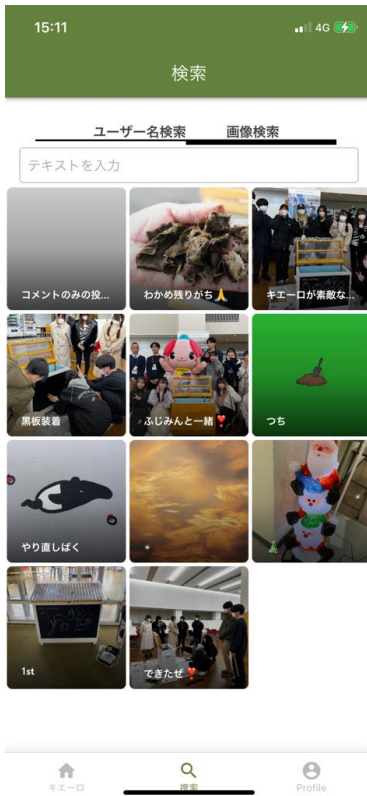 15:11 4G
検索
ユーザー名検索 画像検索
テキストを入力
コメントのみの投...
わかめ残りがち🙏
キエーロが素敵な...
黒板装着
ふじみんと一緒❣️
つち
やり直しばく
☀
🎄
1st
できたぜ❣️
キエーロ 検索 Profile